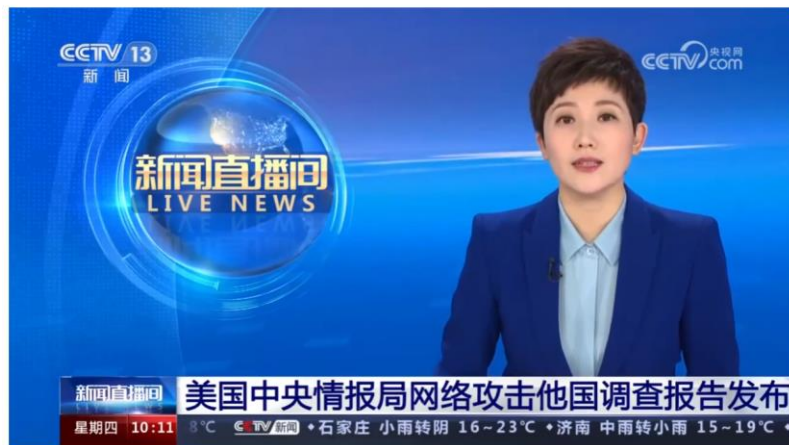 CCTV 13
新闻
央视网
CCTV.com
新闻直播间
LIVE NEWS
新闻直播间
美国中央情报局网络攻击他国调查报告发布
星期四 10:11 8℃ CCTV 新闻 石家庄 小雨转阴 16~23℃ 济南 中雨转小雨 15~19℃